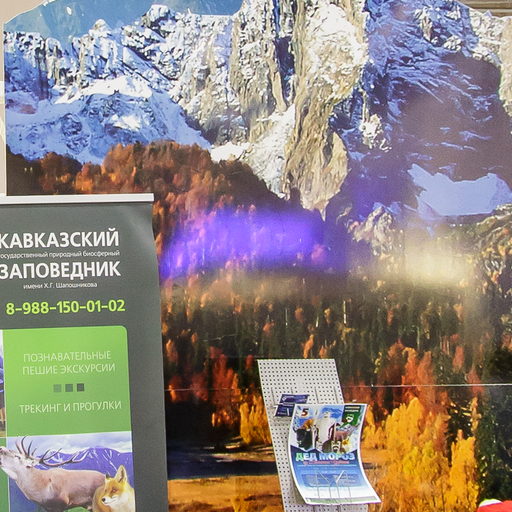 КАВКАЗСКИЙ
государственный природный биосферный
ЗАПОВЕДНИК
имени Х.Г. Шапошникова
8-988-150-01-02
ПОЗНАВАТЕЛЬНЫЕ
ПЕШИЕ ЭКСКУРСИИ
ТРЕКИНГ И ПРОГУЛКИ
5
ДЕД МОРОЗ